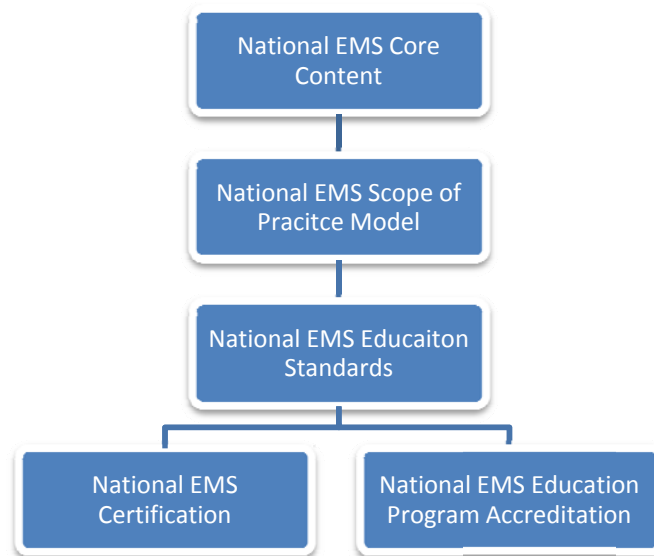 National EMS Core
Content
National EMS Scope of
Pracitce Model
National EMS Educaiton
Standards
National EMS
Certification
National EMS Education
Program Accreditation